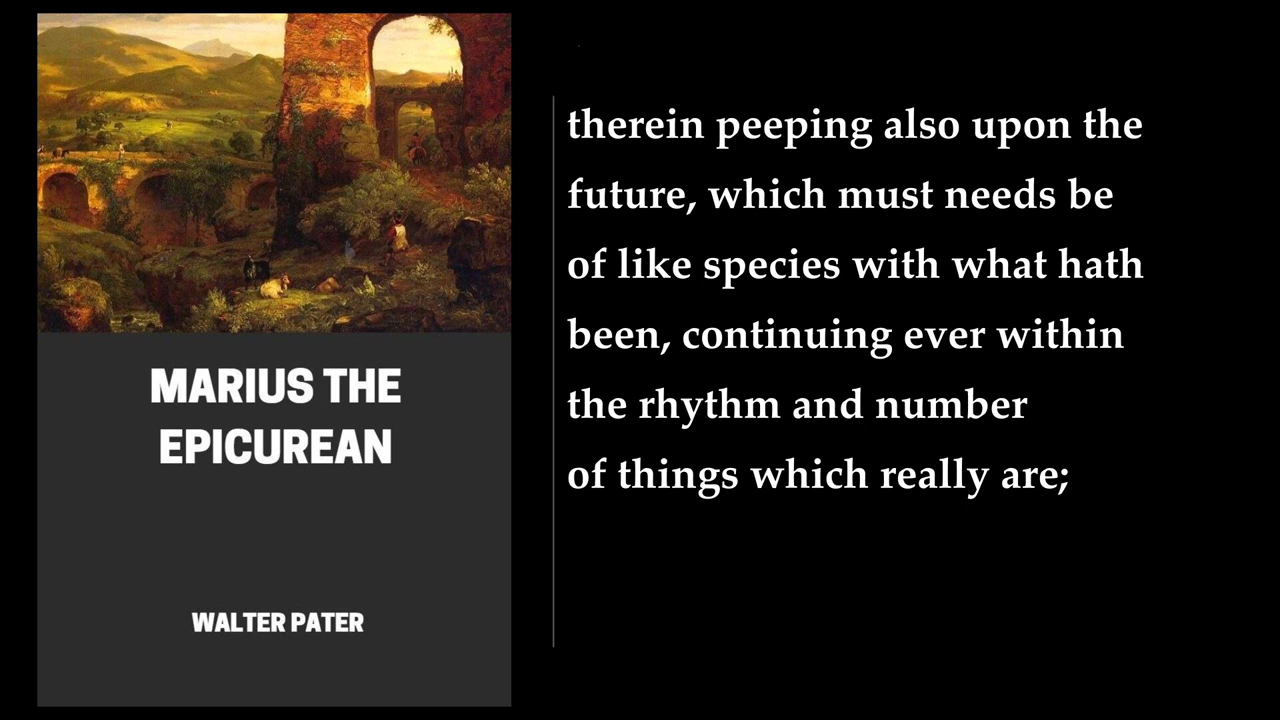 MARIUS THE
EPICUREAN
WALTER PATER
therein peeping also upon the
future, which must needs be
of like species with what hath
been, continuing ever within
the rhythm and number
of things which really are;